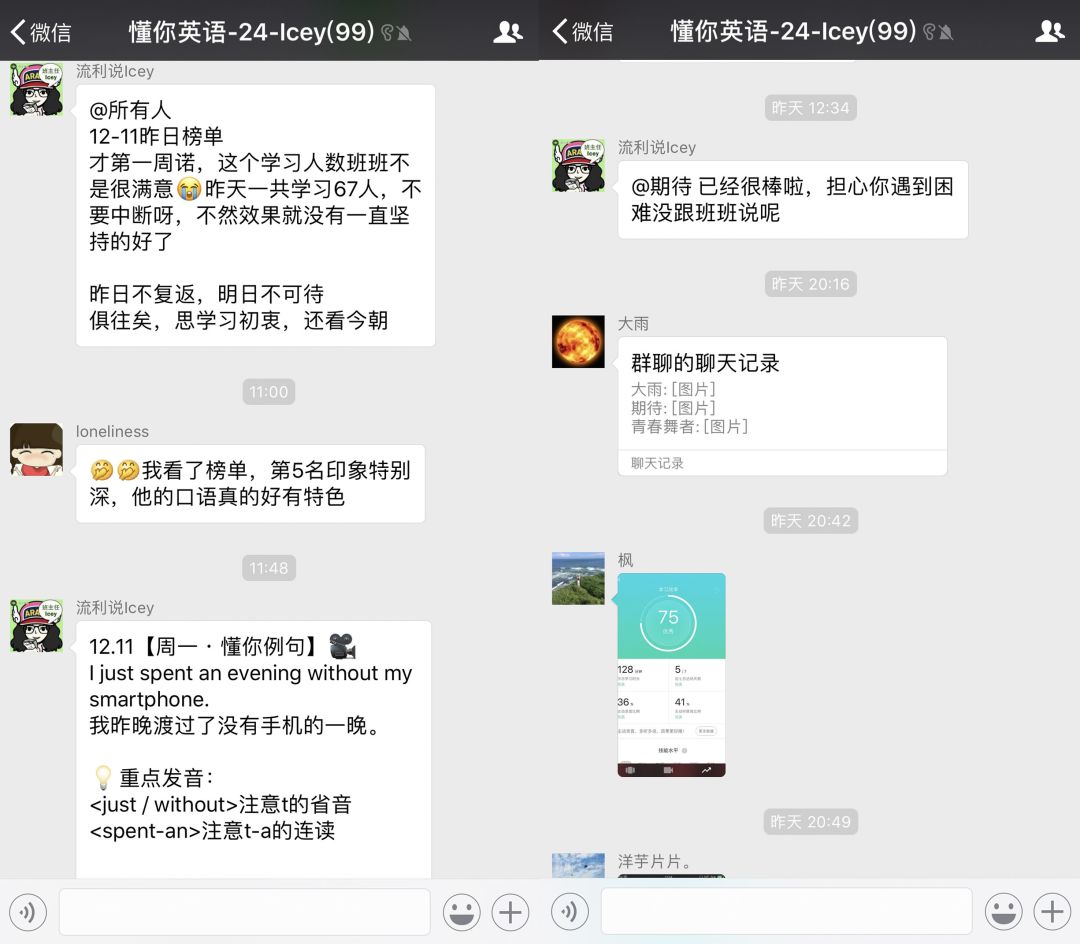 微信
懂你英语-24-Icey(99)
流利说Icey
@所有人
12-11昨日榜单
才第一周诺，这个学习人数班班不
是很满意😭昨天一共学习67人，不
要中断呀，不然效果就没有一直坚
持的好了
昨日不复返，明日不可待
俱往矣，思学习初衷，还看今朝
11:00
loneliness
🤭🤭我看了榜单，第5名印象特别
深，他的口语真的好有特色
11:48
流利说Icey
12.11【周一 · 懂你例句】🎥
I just spent an evening without my
smartphone.
我昨晚渡过了没有手机的一晚。
💡 重点发音：
<just / without>注意t的省音
<spent-an>注意t-a的连读
微信
懂你英语-24-Icey(99)
昨天 12:34
班主任
Icey
流利说Icey
@期待 已经很棒啦，担心你遇到困
难没跟班班说呢
昨天 20:16
大雨
群聊的聊天记录
大雨: [图片]
期待: [图片]
青春舞者: [图片]
聊天记录
昨天 20:42
枫
75
优秀
128
5
36%
41%
技能水平
昨天 20:49
洋芋片片。